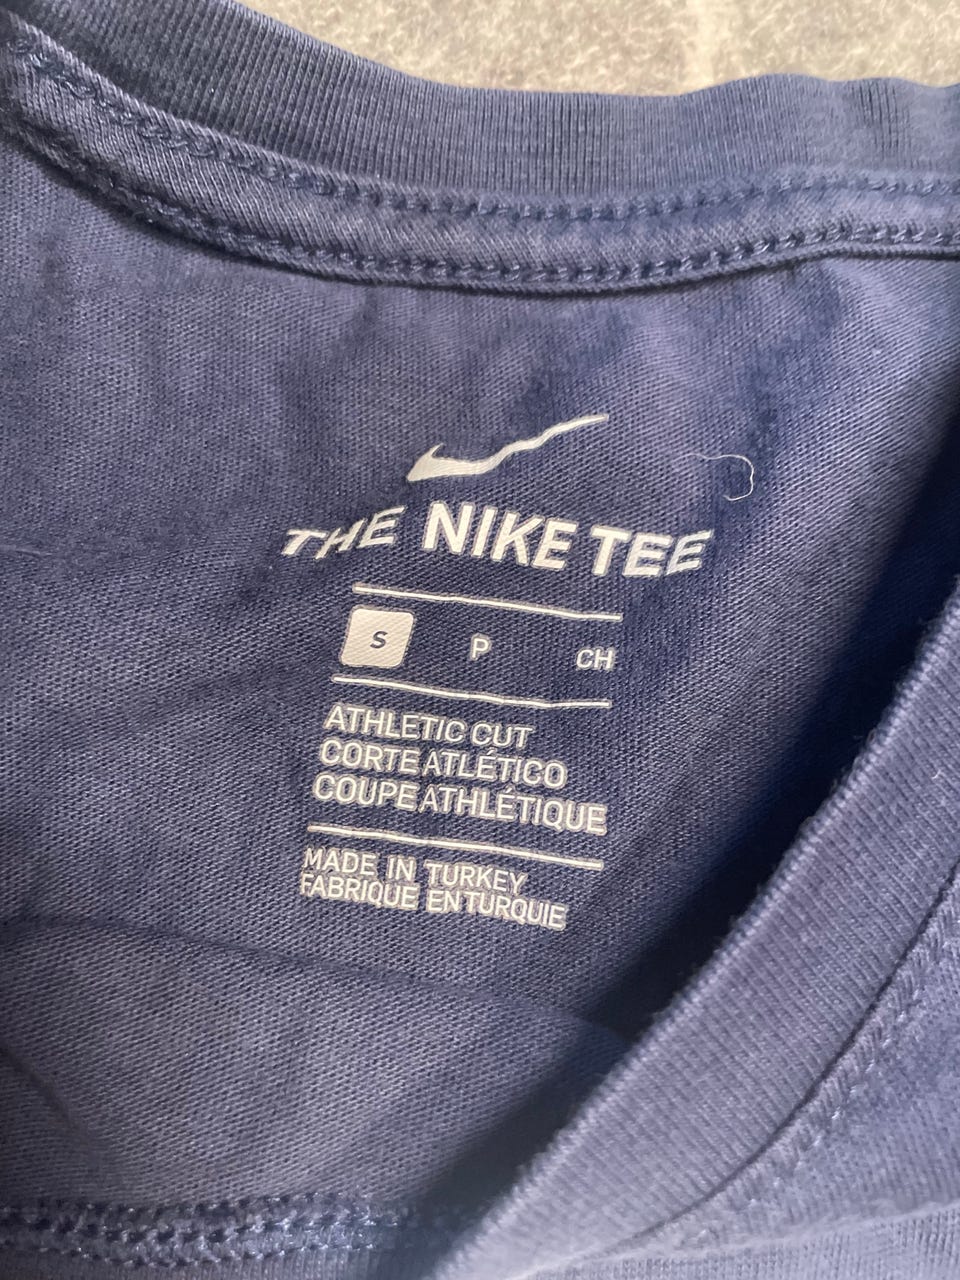 THE NIKE TEE
S P CH
ATHLETIC CUT
CORTE ATLÉTICO
COUPE ATHLÉTIQUE
MADE IN TURKEY
FABRIQUE EN TURQUIE